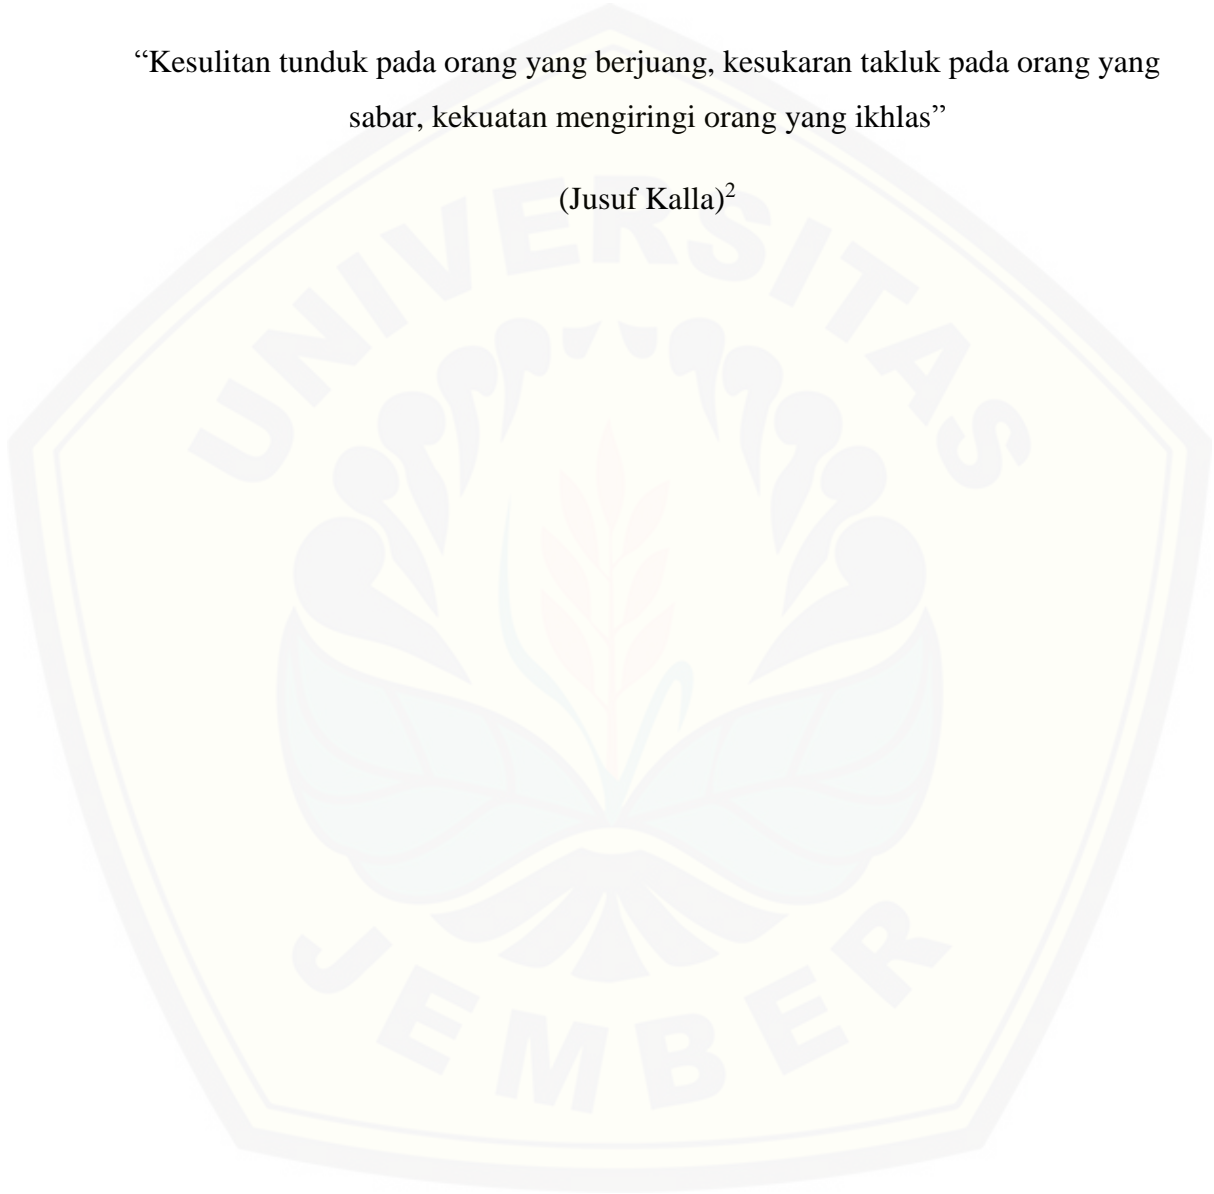 “Kesulitan tunduk pada orang yang berjuang, kesukaran takluk pada orang yang
sabar, kekuatan mengiringi orang yang ikhlas”
(Jusuf Kalla)²
UNIVERSITAS
JEMBER